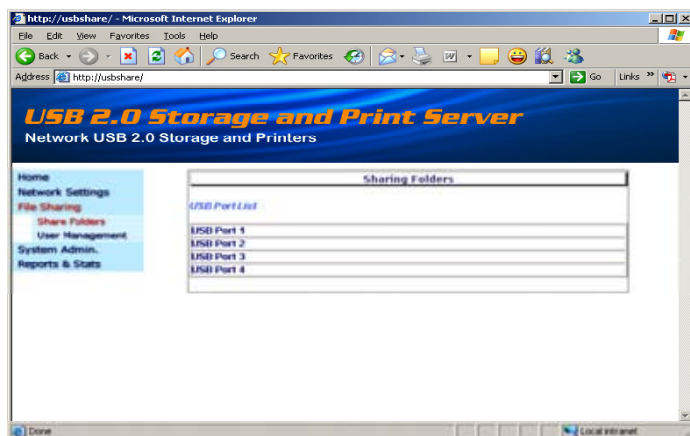 http://usbshare/ - Microsoft Internet Explorer
File Edit View Favorites Tools Help
Back Search Favorites
Address http://usbshare/ Go Links »
USB 2.0 Storage and Print Server
Network USB 2.0 Storage and Printers
Home
Network Settings
File Sharing
Share Folders
User Management
System Admin.
Reports & Stats
Sharing Folders
USB Port List
USB Port 1
USB Port 2
USB Port 3
USB Port 4
Done Local intranet